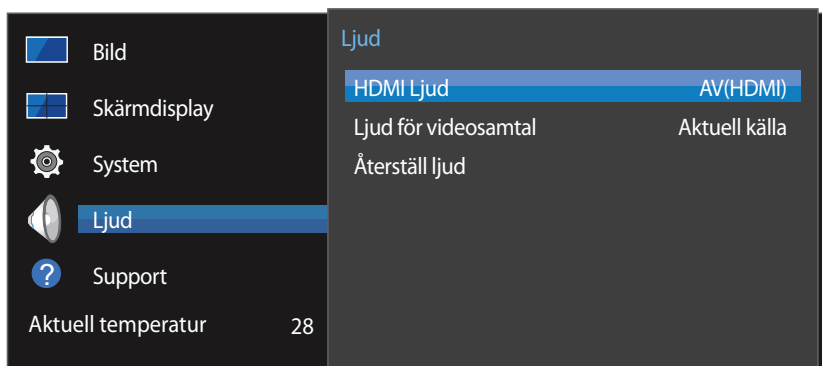 Bild
Skärmdisplay
System
Ljud
?
Support
Aktuell temperatur 28
Ljud
HDMI Ljud AV(HDMI)
Ljud för videosamtal Aktuell källa
Återställ ljud